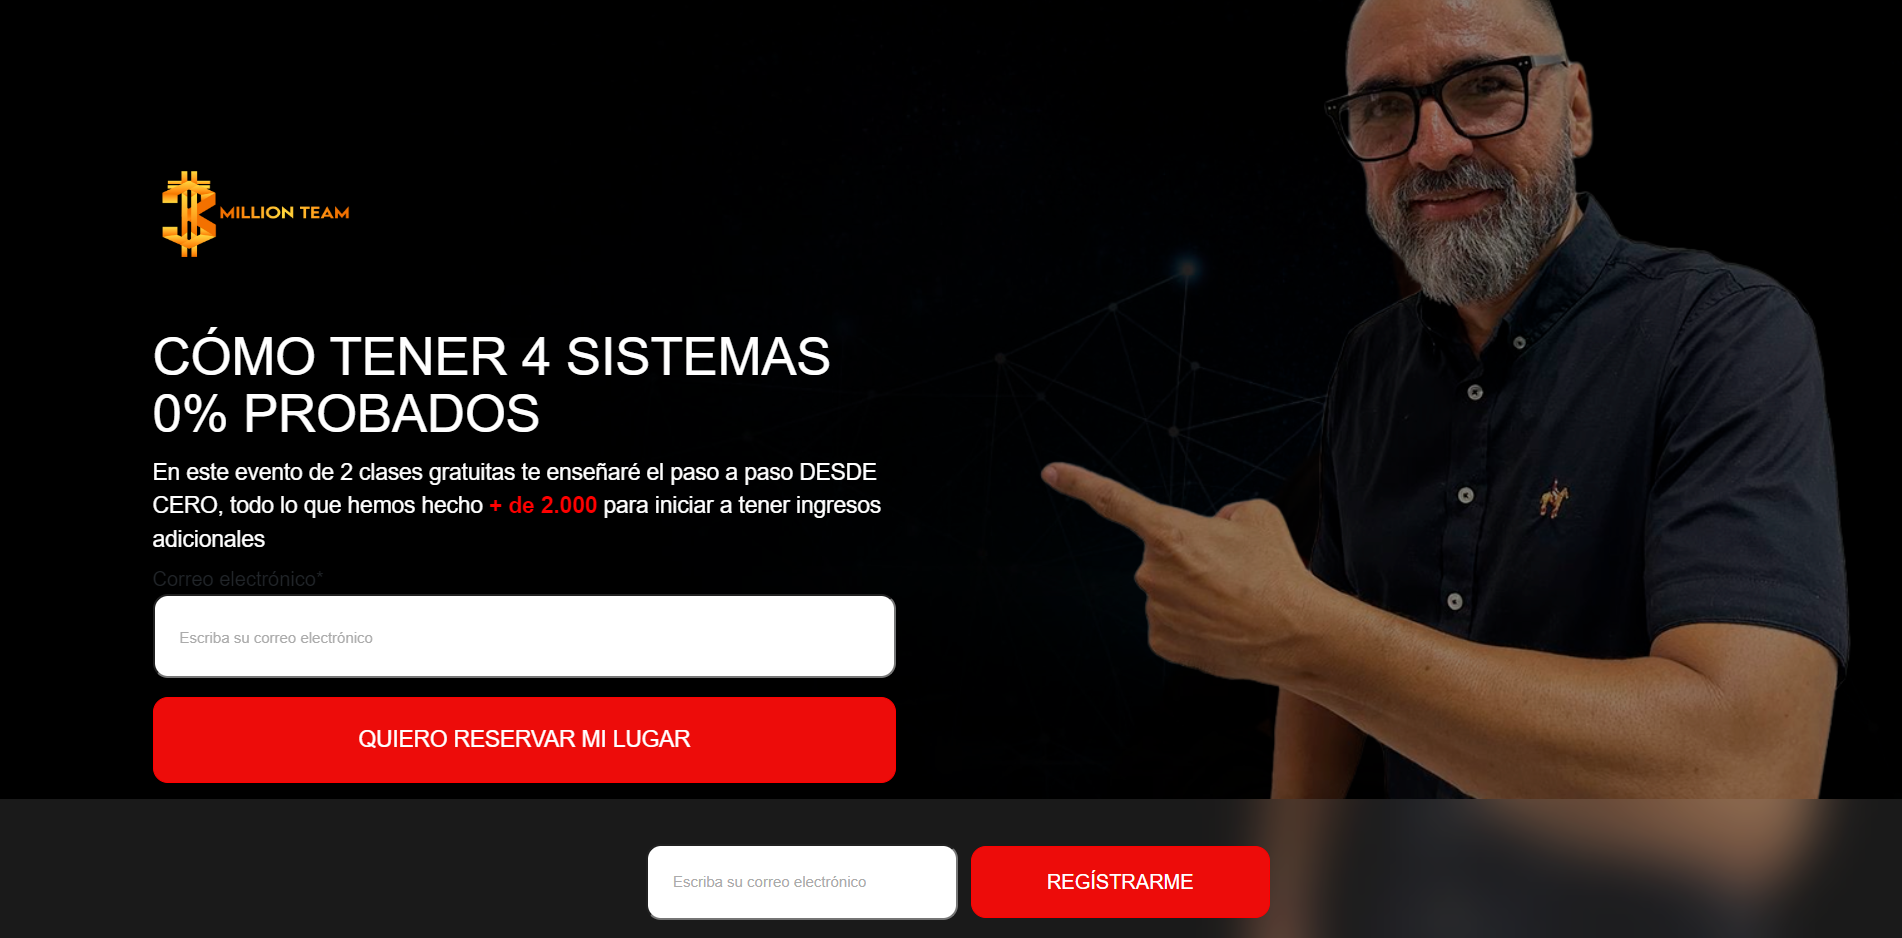 MILLION TEAM
CÓMO TENER 4 SISTEMAS
0% PROBADOS
En este evento de 2 clases gratuitas te enseñaré el paso a paso DESDE
CERO, todo lo que hemos hecho + de 2.000 para iniciar a tener ingresos
adicionales
Correo electrónico*
Escriba su correo electrónico
QUIERO RESERVAR MI LUGAR
Escriba su correo electrónico
REGÍSTRARME